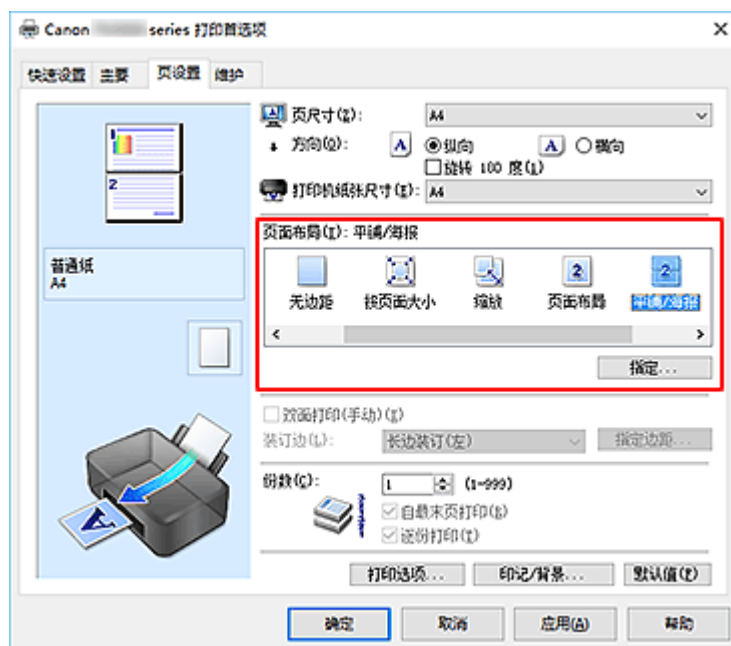 Canon series 打印首选项
快速设置 主要 页设置 维护
页尺寸(Z): A4
方向(O): A 纵向 A 横向
旋转 180 度(1)
打印机纸张尺寸(E): A4
页面布局(I): 平铺/海报
无边距 按页面大小 缩放 页面布局 平铺/海报
指定...
普通纸
A4
双面打印(手动)(X)
装订边(L): 长边装订(左) 指定边距...
份数(C): 1 (1-999)
自最末页打印(B)
逐份打印(T)
打印选项... 印记/背景... 默认值(F)
确定 取消 应用(A) 帮助